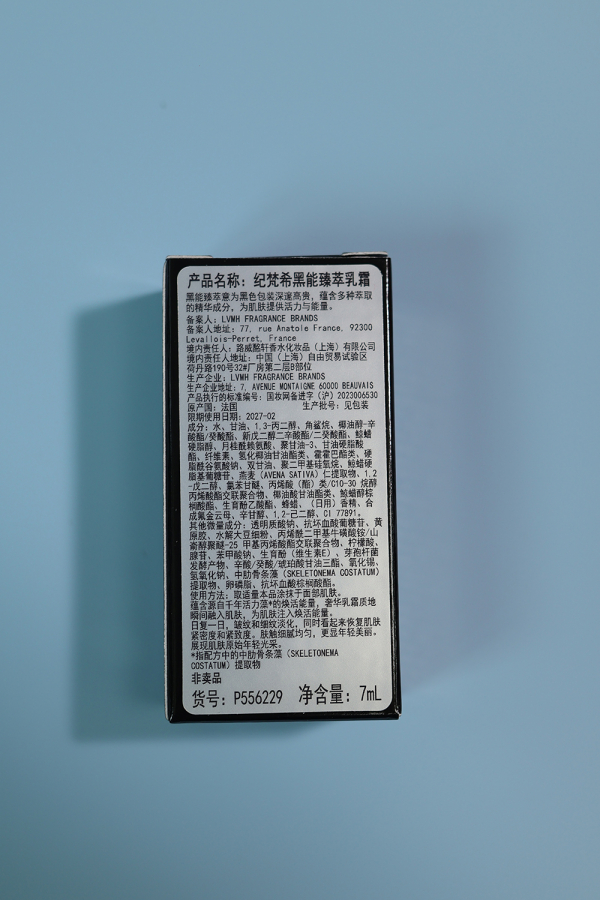 产品名称：纪梵希黑能臻萃乳霜
黑能臻萃意为黑色包装深邃高贵，蕴含多种萃取
的精华成分，为肌肤提供活力与能量。
备案人：LVMH FRAGRANCE BRANDS
备案人地址：77, rue Anatole France, 92300
Levallois-Perret, France
境内责任人：路威酩轩香水化妆品（上海）有限公司
境内责任人地址：中国（上海）自由贸易试验区
荷丹路190号32#厂房第二层B部位
生产企业：LVMH FRAGRANCE BRANDS
生产企业地址：7, AVENUE MONTAIGNE 60000 BEAUVAIS
产品执行的标准编号：国妆网备进字（沪）2023006530
原产国：法国 生产批号：见包装
限期使用日期：2027-02
成分：水、甘油、1,3-丙二醇、角鲨烷、椰油醇-辛
酸酯/癸酸酯、新戊二醇二辛酸酯/二癸酸酯、鲸蜡
硬脂醇、月桂酰赖氨酸、聚甘油-3、甘油硬脂酸
酯、纤维素、氢化椰油甘油酯类、霍霍巴酯类、硬
脂酰谷氨酸钠、双甘油、聚二甲基硅氧烷、鲸蜡硬
脂基葡糖苷、燕麦（AVENA SATIVA）仁提取物、1,2
-戊二醇、氯苯甘醚、丙烯酸（酯）类/C10-30 烷醇
丙烯酸酯交联聚合物、椰油酸甘油酯类、鲸蜡醇棕
榈酸酯、生育酚乙酸酯、蜂蜡、（日用）香精、合
成氟金云母、辛甘醇、1,2-己二醇、CI 77891。
其他微量成分：透明质酸钠、抗坏血酸葡糖苷、黄
原胶、水解大豆细粉、丙烯酰二甲基牛磺酸铵/山
嵛醇聚醚-25 甲基丙烯酸酯交联聚合物、柠檬酸、
腺苷、苯甲酸钠、生育酚（维生素E）、芽孢杆菌
发酵产物、辛酸/癸酸/琥珀酸甘油三酯、氧化锡、
氢氧化钠、中肋骨条藻（SKELETONEMA COSTATUM）
提取物、卵磷脂、抗坏血酸棕榈酸酯。
使用方法：取适量本品涂抹于面部肌肤。
蕴含源自千年活力藻*的焕活能量，奢华乳霜质地
瞬间融入肌肤，为肌肤注入焕活能量。
日复一日，皱纹和细纹淡化，同时看起来恢复肌肤
紧密度和紧致度。肤触细腻均匀，更显年轻美丽。
展现肌肤原始年轻光采。
*指配方中的中肋骨条藻（SKELETONEMA
COSTATUM）提取物
非卖品
货号：P556229 净含量：7mL